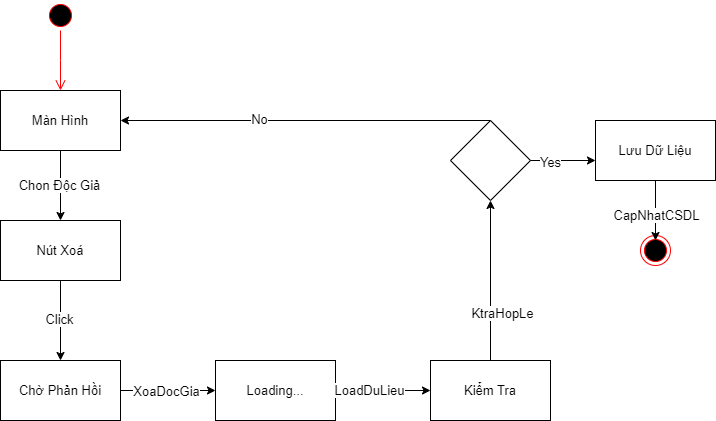 Màn Hình
Chon Độc Giả
Nút Xoá
Click
Chờ Phản Hồi
XoaDocGia
Loading...
LoadDuLieu
Kiểm Tra
KtraHopLe
No
Yes
Lưu Dữ Liệu
CapNhatCSDL